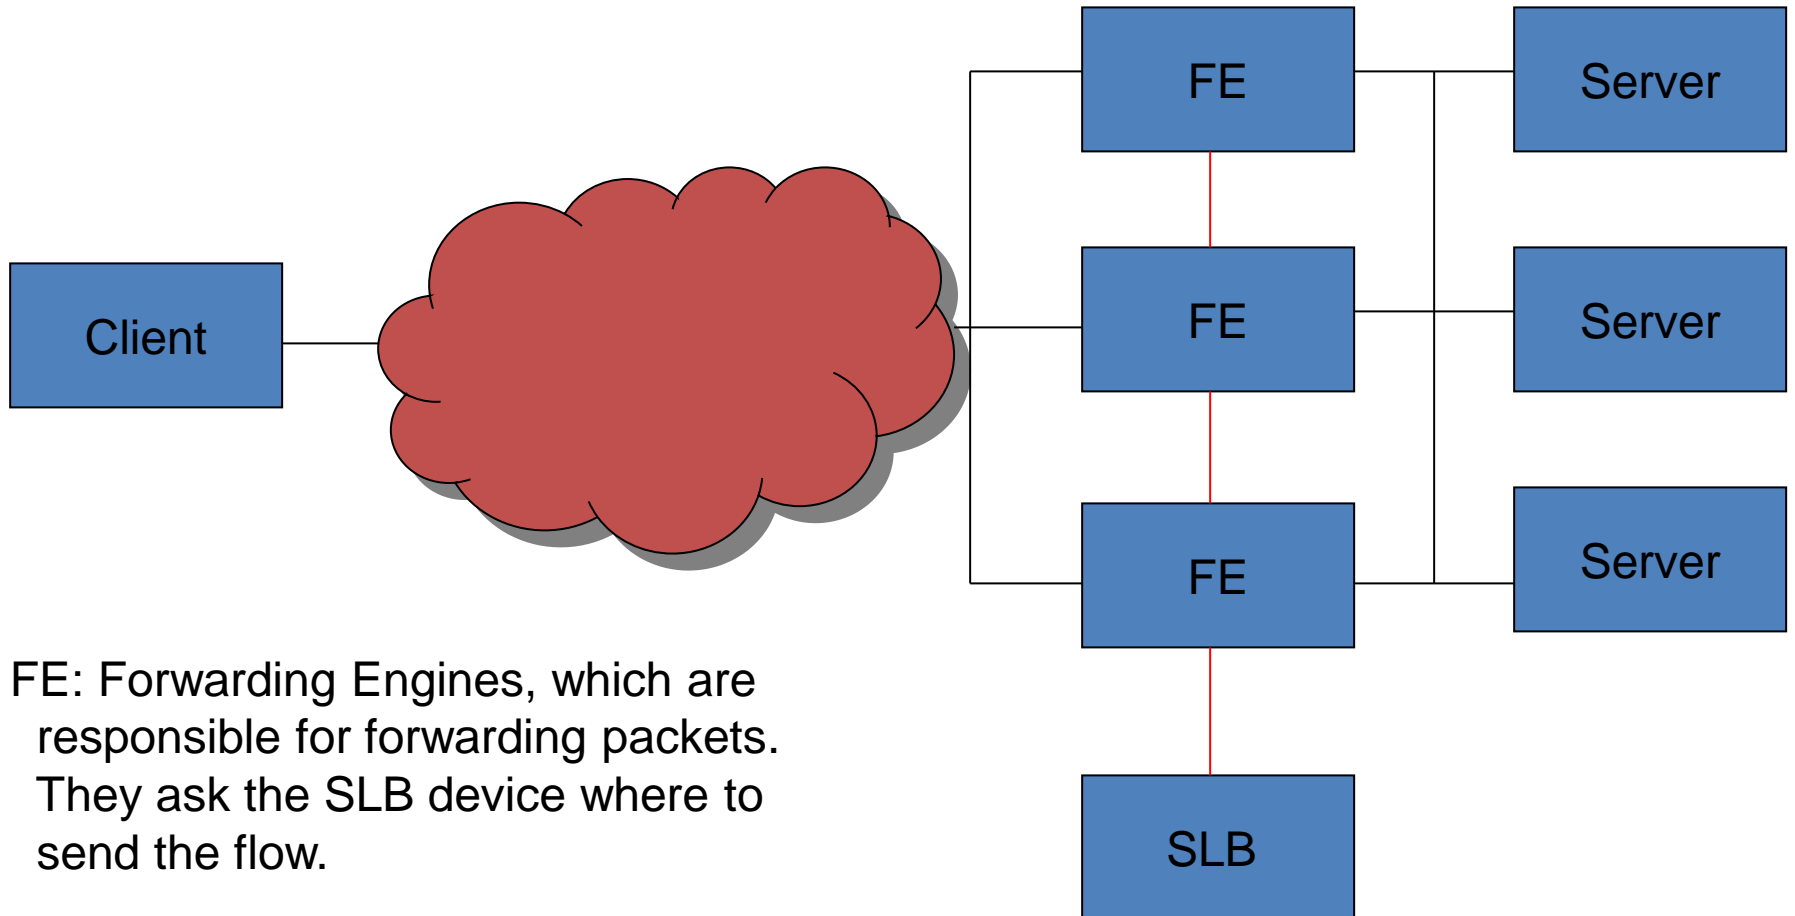 FE
Server
Client
FE
Server
FE
Server
FE: Forwarding Engines, which are
responsible for forwarding packets.
They ask the SLB device where to
send the flow.
SLB